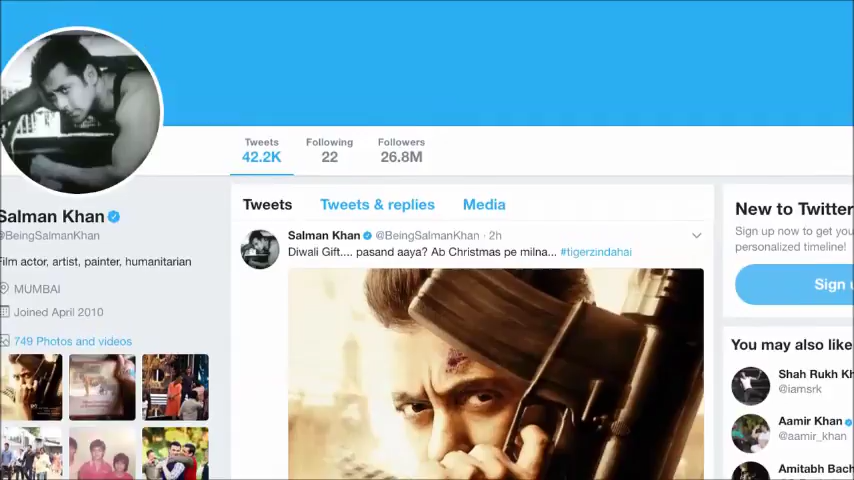 Tweets Following Followers
42.2K 22 26.8M
Tweets Tweets & replies Media
Salman Khan
@BeingSalmanKhan
Film actor, artist, painter, humanitarian
MUMBAI
Joined April 2010
749 Photos and videos
Salman Khan @BeingSalmanKhan · 2h
Diwali Gift.... pasand aaya? Ab Christmas pe milna... #tigerzindahai
New to Twitter
Sign up now to get you
personalized timeline!
Sign u
You may also like
Shah Rukh Kh
@iamsrk
Aamir Khan
@aamir_khan
Amitabh Bach